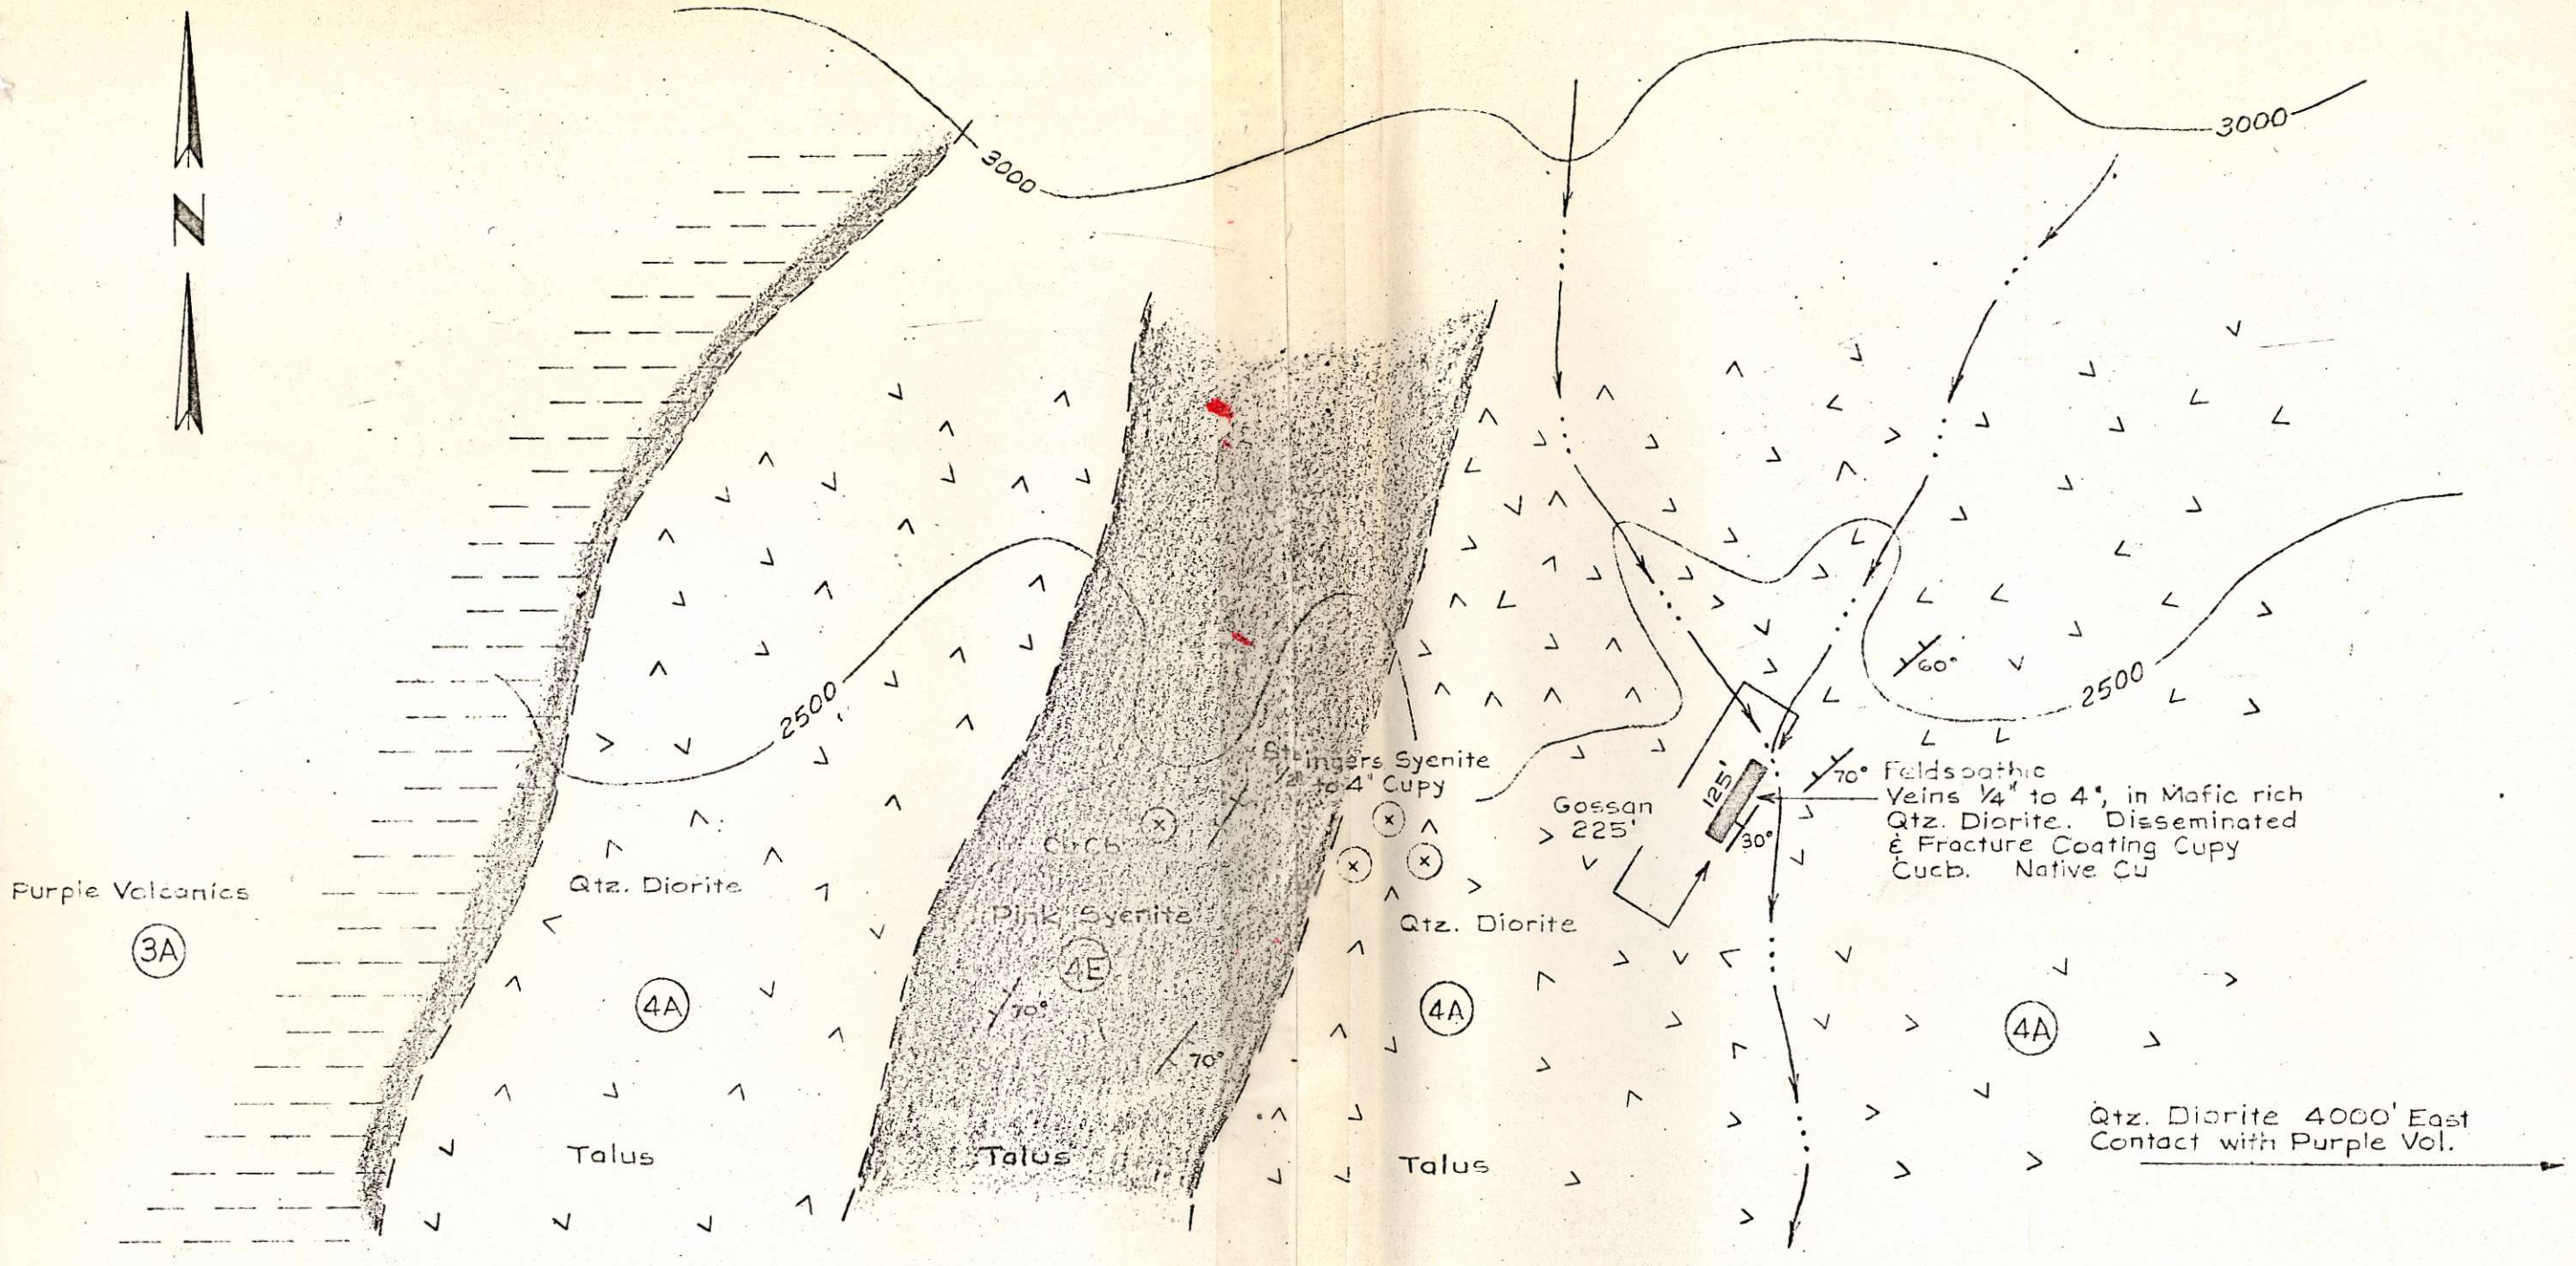 N
3000
3000
2500
2500
60°
Stringers Syenite
1/2" to 4" Cupy
Gossan
225'
125'
30°
70° Feldspathic
Veins 1/4" to 4", in Mafic rich
Qtz. Diorite. Disseminated
& Fracture Coating Cupy
Cucb. Native Cu
Purple Volcanics
3A
Qtz. Diorite
4A
Pink Syenite
4E
70°
70°
Qtz. Diorite
4A
4A
Talus
Talus
Talus
Qtz. Diorite 4000' East
Contact with Purple Vol.